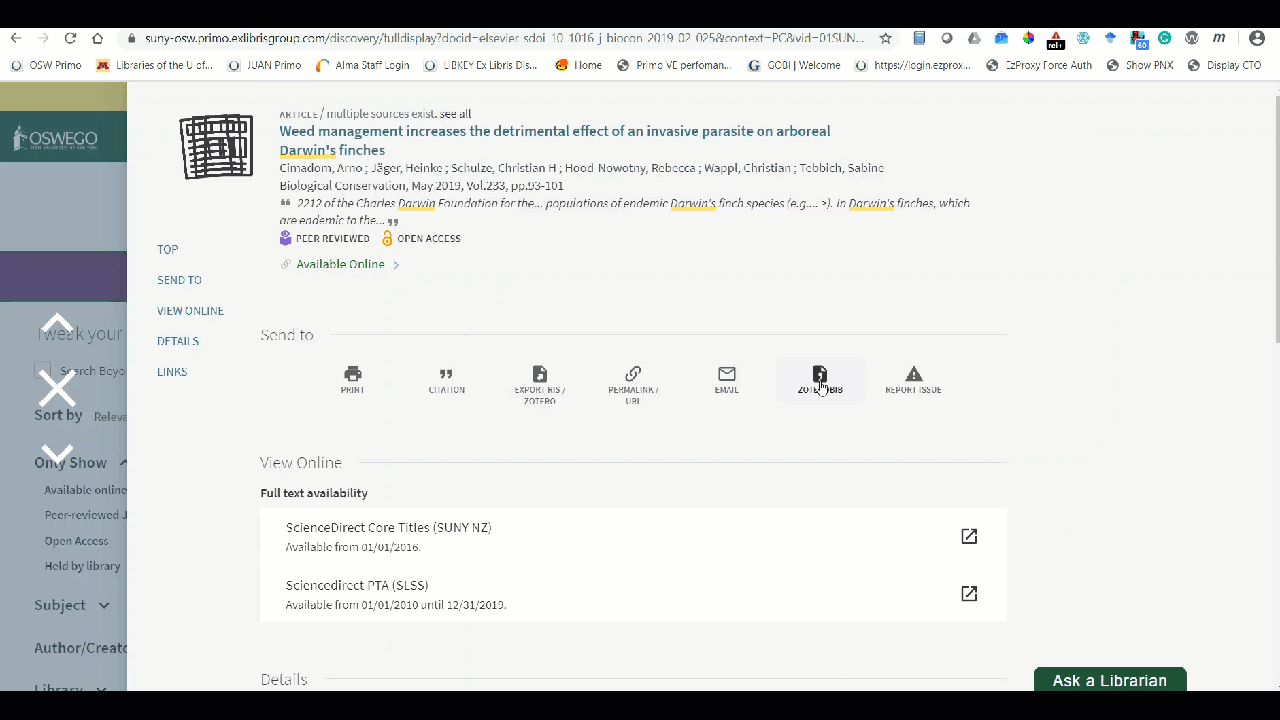 suny-osw.primo.exlibrisgroup.com/discovery/fulldisplay?docid=elsevier_sdoi_10_1016_j_biocon_2019_02_025&context=PC&vid=01SUN...
OSW Primo Libraries of the U of... JUAN Primo Alma Staff Login LIBKEY Ex Libris Dis... Home Primo VE perfoman... GOBI | Welcome https://login.ezprox... EzProxy Force Auth Show PNX Display CTO
60
OSWEGO
ARTICLE / multiple sources exist. see all
Weed management increases the detrimental effect of an invasive parasite on arboreal
Darwin's finches
Cimadom, Arno ; Jäger, Heinke ; Schulze, Christian H ; Hood-Nowotny, Rebecca ; Wappl, Christian ; Tebbich, Sabine
Biological Conservation, May 2019, Vol.233, pp.93-101
2212 of the Charles Darwin Foundation for the... populations of endemic Darwin's finch species (e.g.... >). In Darwin's finches, which
are endemic to the...
PEER REVIEWED OPEN ACCESS
Available Online
TOP
SEND TO
VIEW ONLINE
DETAILS
LINKS
Tweak your
Search Beyo
Sort by Releva
Only Show
Available online
Peer-reviewed J
Open Access
Held by library
Subject
Author/Creato
Library
Send to
PRINT
CITATION
EXPORT RIS /
ZOTERO
PERMALINK /
URL
EMAIL
REPORT ISSUE
View Online
Full text availability
ScienceDirect Core Titles (SUNY NZ)
Available from 01/01/2016.
Sciencedirect PTA (SLSS)
Available from 01/01/2010 until 12/31/2019.
Details
Ask a Librarian